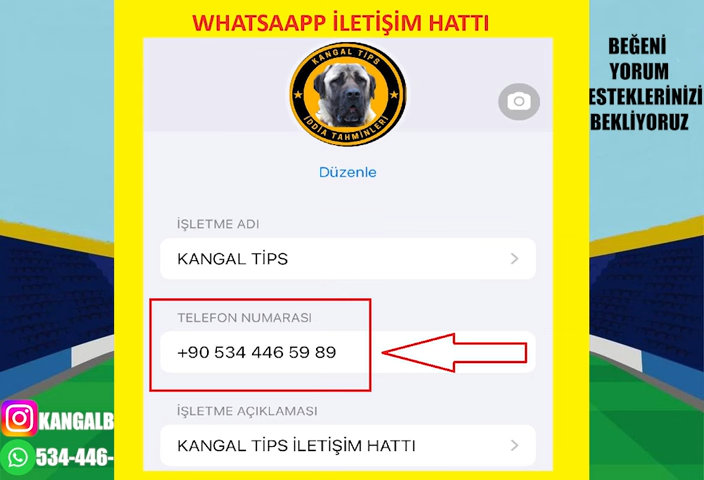 WHATSAAPP İLETİŞİM HATTI
KANGAL TIPS
İDDİA TAHMİNLERİ
BEĞENİ
YORUM
ESTEKLERİNİZİ
BEKLİYORUZ
Düzenle
İŞLETME ADI
KANGAL TİPS
TELEFON NUMARASI
+90 534 446 59 89
İŞLETME AÇIKLAMASI
KANGAL TİPS İLETİŞİM HATTI
KANGALB
534-446-